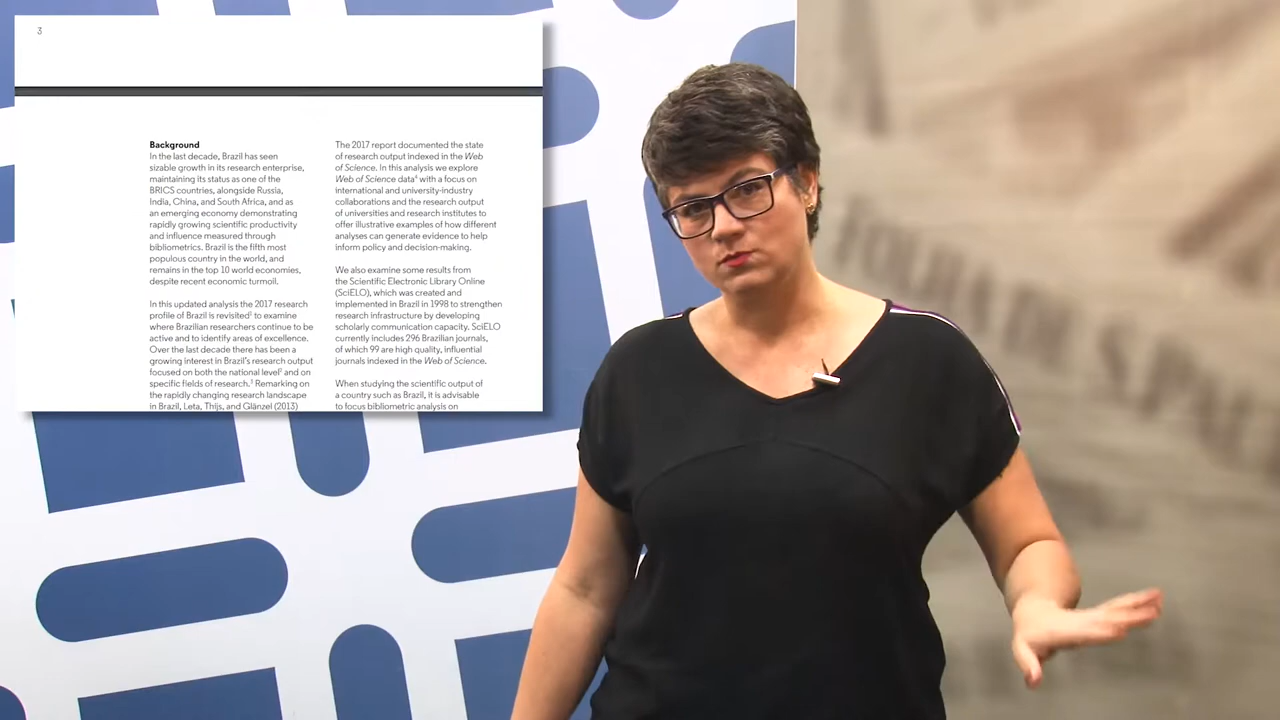 3
Background
In the last decade, Brazil has seen
sizable growth in its research enterprise,
maintaining its status as one of the
BRICS countries, alongside Russia,
India, China, and South Africa, and as
an emerging economy demonstrating
rapidly growing scientific productivity
and influence measured through
bibliometrics. Brazil is the fifth most
populous country in the world, and
remains in the top 10 world economies,
despite recent economic turmoil.
In this updated analysis the 2017 research
profile of Brazil is revisited¹ to examine
where Brazilian researchers continue to be
active and to identify areas of excellence.
Over the last decade there has been a
growing interest in Brazil's research output
focused on both the national level² and on
specific fields of research.³ Remarking on
the rapidly changing research landscape
in Brazil, Leta, Thijs, and Glänzel (2013)
The 2017 report documented the state
of research output indexed in the Web
of Science. In this analysis we explore
Web of Science data⁴ with a focus on
international and university-industry
collaborations and the research output
of universities and research institutes to
offer illustrative examples of how different
analyses can generate evidence to help
inform policy and decision-making.
We also examine some results from
the Scientific Electronic Library Online
(SciELO), which was created and
implemented in Brazil in 1998 to strengthen
research infrastructure by developing
scholarly communication capacity. SciELO
currently includes 296 Brazilian journals,
of which 99 are high quality, influential
journals indexed in the Web of Science.
When studying the scientific output of
a country such as Brazil, it is advisable
to focus bibliometric analysis on